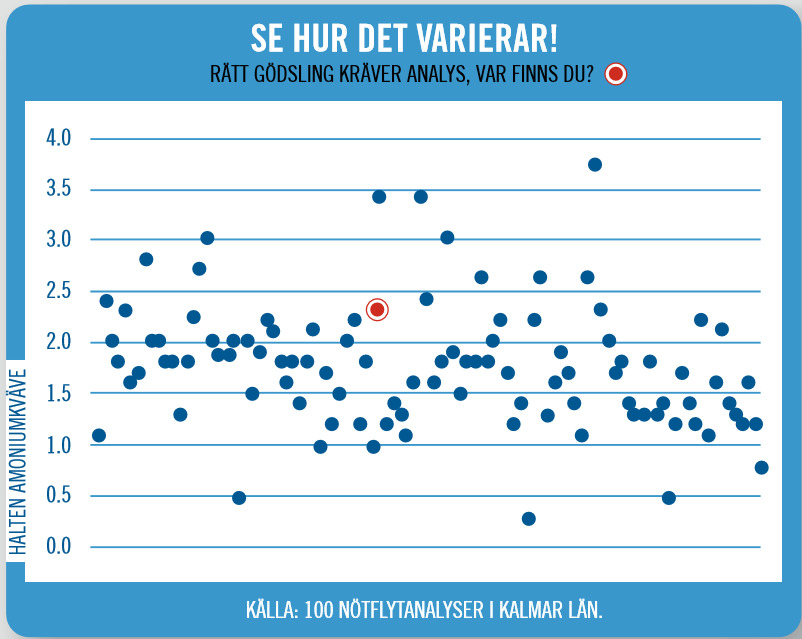 SE HUR DET VARIERAR!
RÄTT GÖDSLING KRÄVER ANALYS, VAR FINNS DU?
4.0
3.5
3.0
2.5
2.0
1.5
1.0
0.5
0.0
HALTEN AMONIUMKVÄVE
KÄLLA: 100 NÖTFLYTANALYSER I KALMAR LÄN.